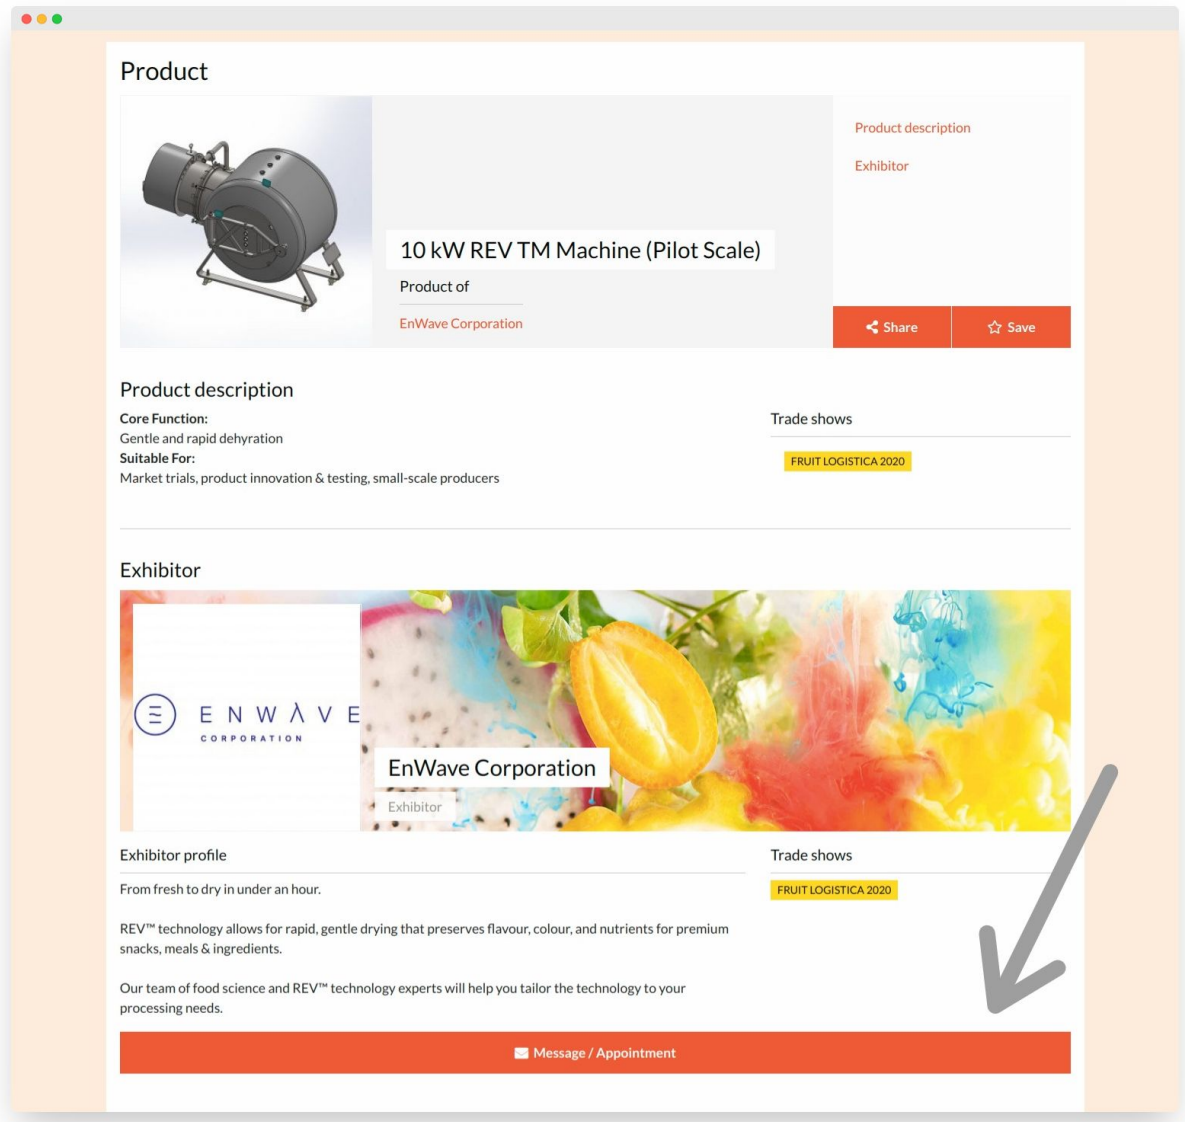 Product
Product description
Exhibitor
10 kW REV TM Machine (Pilot Scale)
Product of
EnWave Corporation
Share
Save
Product description
Core Function:
Gentle and rapid dehyration
Suitable For:
Market trials, product innovation & testing, small-scale producers
Trade shows
FRUIT LOGISTICA 2020
Exhibitor
ENWAVE
CORPORATION
EnWave Corporation
Exhibitor
Exhibitor profile
From fresh to dry in under an hour.
REV™ technology allows for rapid, gentle drying that preserves flavour, colour, and nutrients for premium
snacks, meals & ingredients.
Our team of food science and REV™ technology experts will help you tailor the technology to your
processing needs.
Trade shows
FRUIT LOGISTICA 2020
Message / Appointment